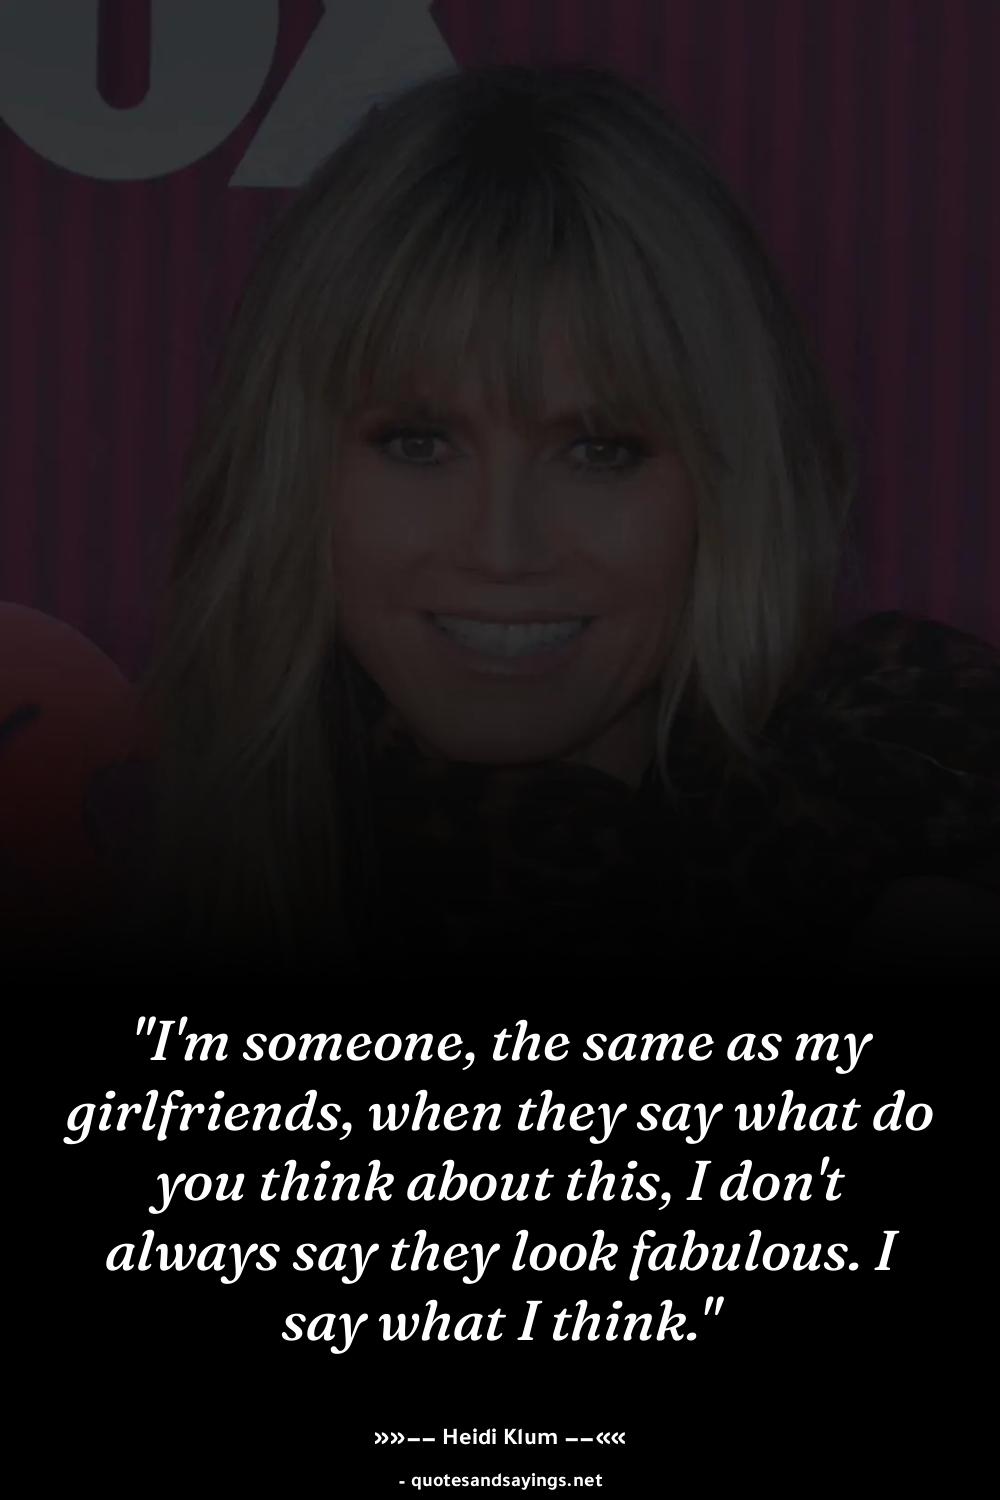 OX
"I'm someone, the same as my
girlfriends, when they say what do
you think about this, I don't
always say they look fabulous. I
say what I think."
»»–– Heidi Klum ––««
- quotesandsayings.net